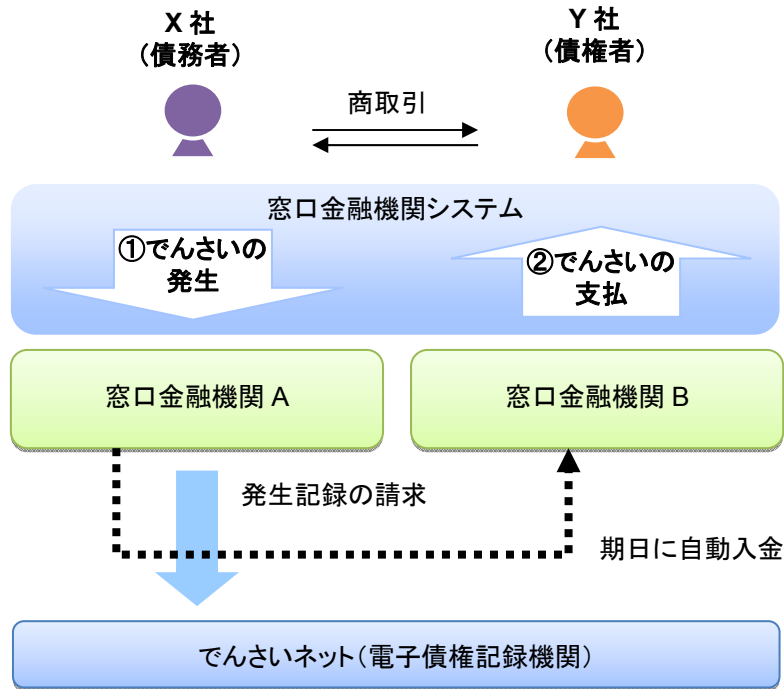 X 社
（債務者）
Y 社
（債権者）
商取引
窓口金融機関システム
①でんさいの
発生
②でんさいの
支払
窓口金融機関 A
窓口金融機関 B
発生記録の請求
期日に自動入金
でんさいネット（電子債権記録機関）